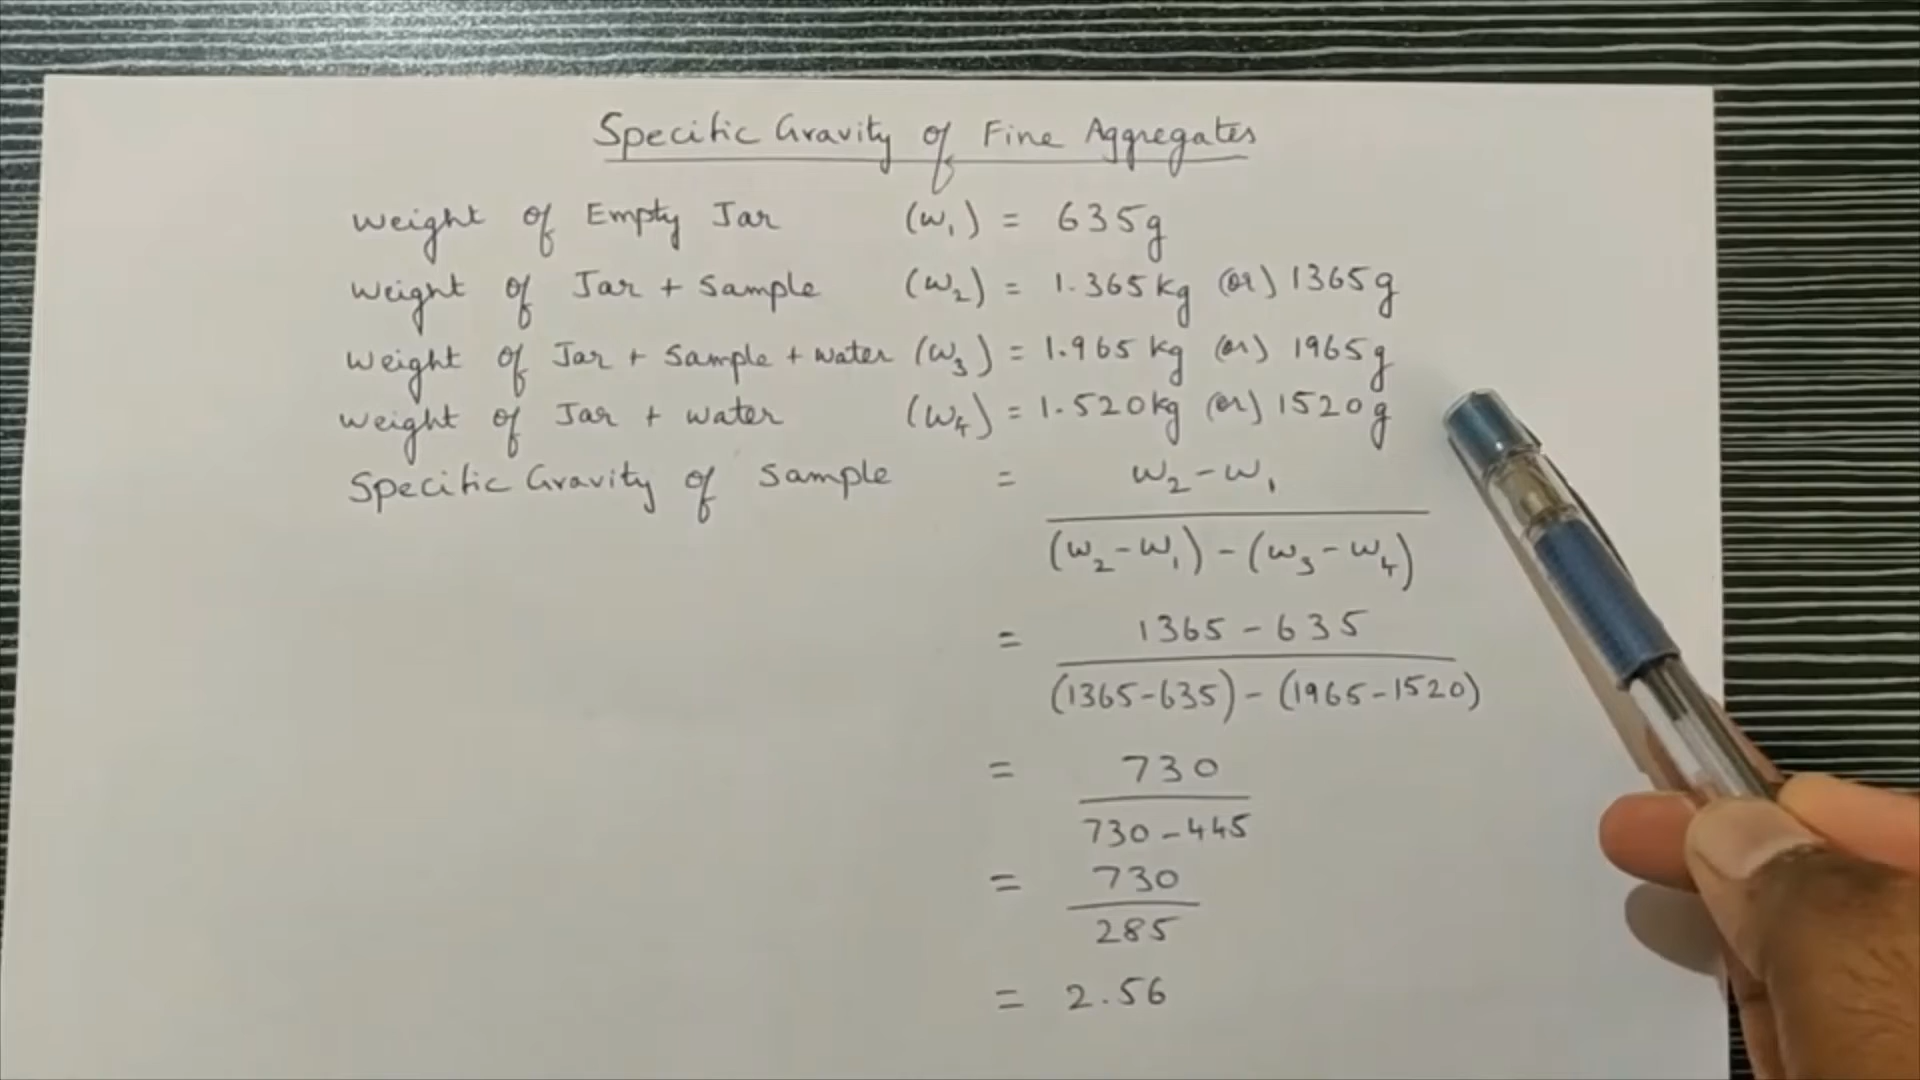 Specific Gravity of Fine Aggregates
Weight of Empty Jar (w₁) = 635g
Weight of Jar + Sample (w₂) = 1.365 kg (or) 1365g
Weight of Jar + Sample + water (w₃) = 1.965 kg (or) 1965g
Weight of Jar + water (w₄) = 1.520kg (or) 1520g
Specific Gravity of Sample = w₂ - w₁
(w₂ - w₁) - (w₃ - w₄)
= 1365 - 635
(1365-635) - (1965-1520)
= 730
730 - 445
= 730
285
= 2.56